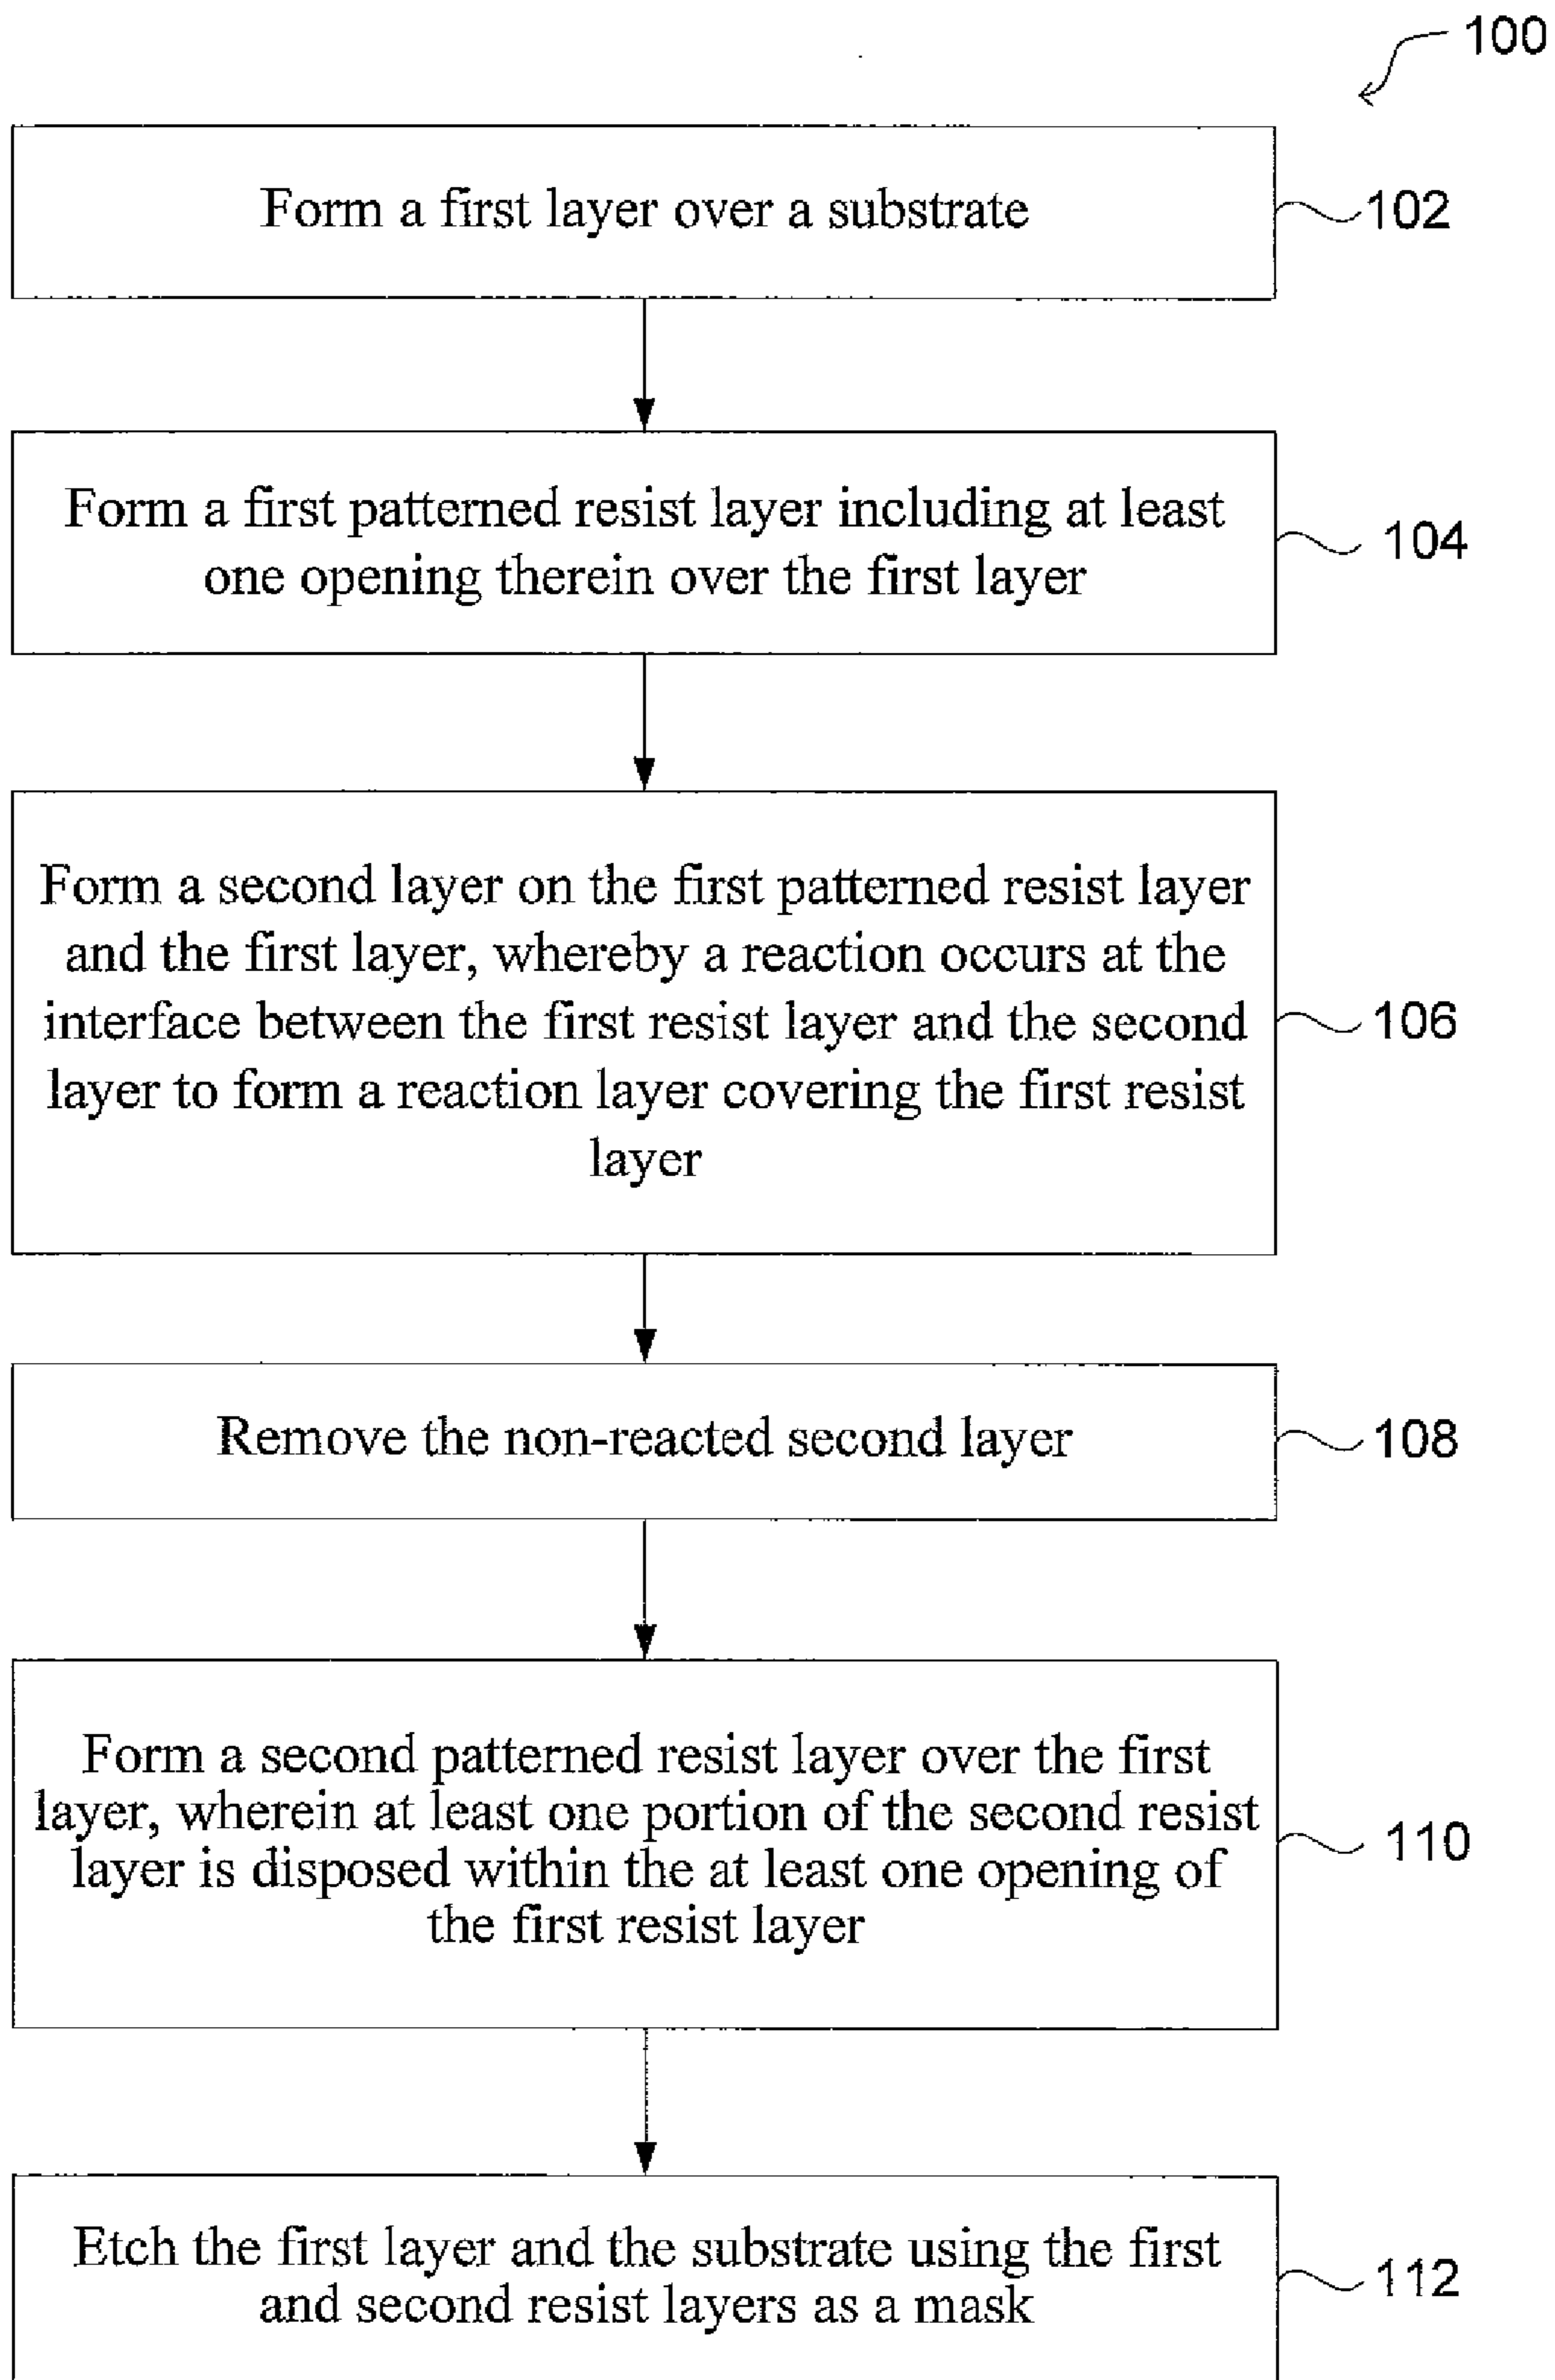 100
Form a first layer over a substrate
102
Form a first patterned resist layer including at least
one opening therein over the first layer
104
Form a second layer on the first patterned resist layer
and the first layer, whereby a reaction occurs at the
interface between the first resist layer and the second
layer to form a reaction layer covering the first resist
layer
106
Remove the non-reacted second layer
108
Form a second patterned resist layer over the first
layer, wherein at least one portion of the second resist
layer is disposed within the at least one opening of
the first resist layer
110
Etch the first layer and the substrate using the first
and second resist layers as a mask
112